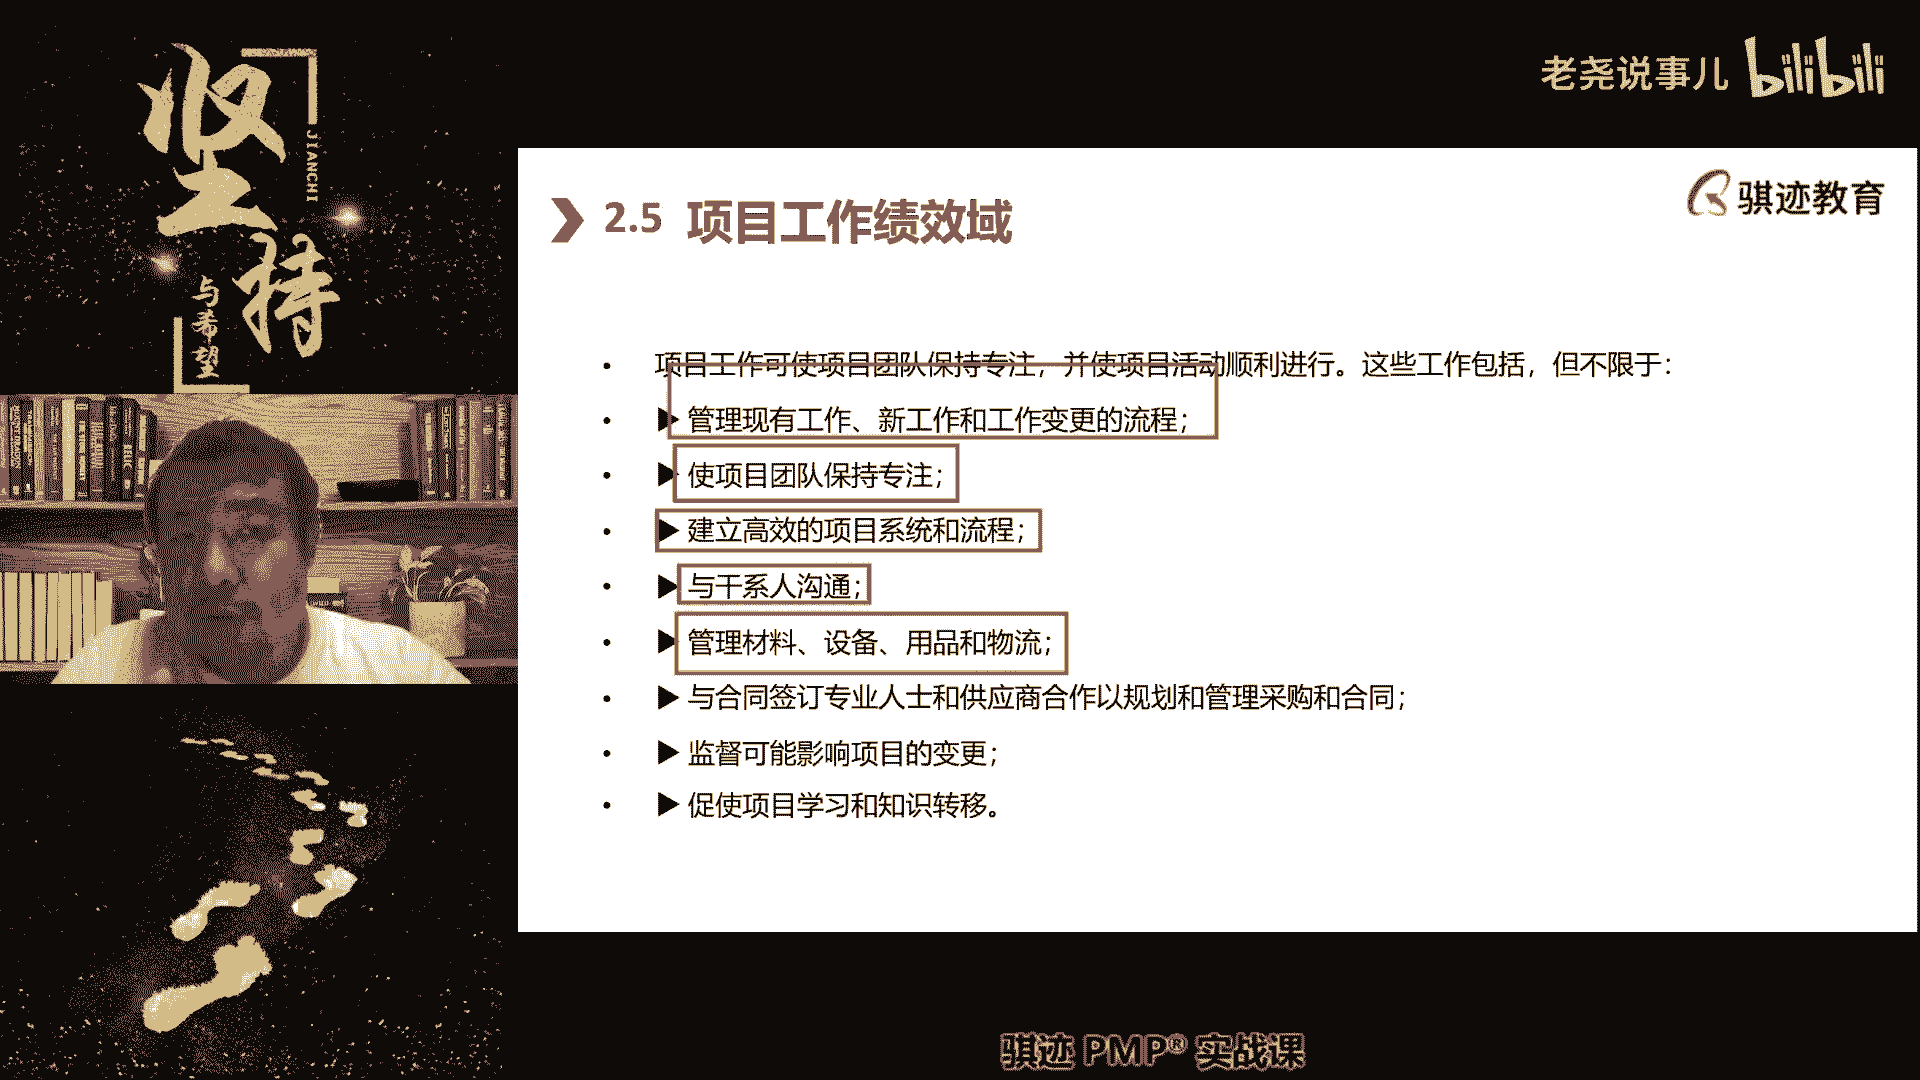 坚持
JIANCHI
与希望
老尧说事儿 bilibili
骐迹教育
2.5 项目工作绩效域
• 项目工作可使项目团队保持专注，并使项目活动顺利进行。这些工作包括，但不限于：
• ▶ 管理现有工作、新工作和工作变更的流程；
• ▶ 使项目团队保持专注；
• ▶ 建立高效的项目系统和流程；
• ▶ 与干系人沟通；
• ▶ 管理材料、设备、用品和物流；
• ▶ 与合同签订专业人士和供应商合作以规划和管理采购和合同；
• ▶ 监督可能影响项目的变更；
• ▶ 促使项目学习和知识转移。
骐迹 PMP® 实战课